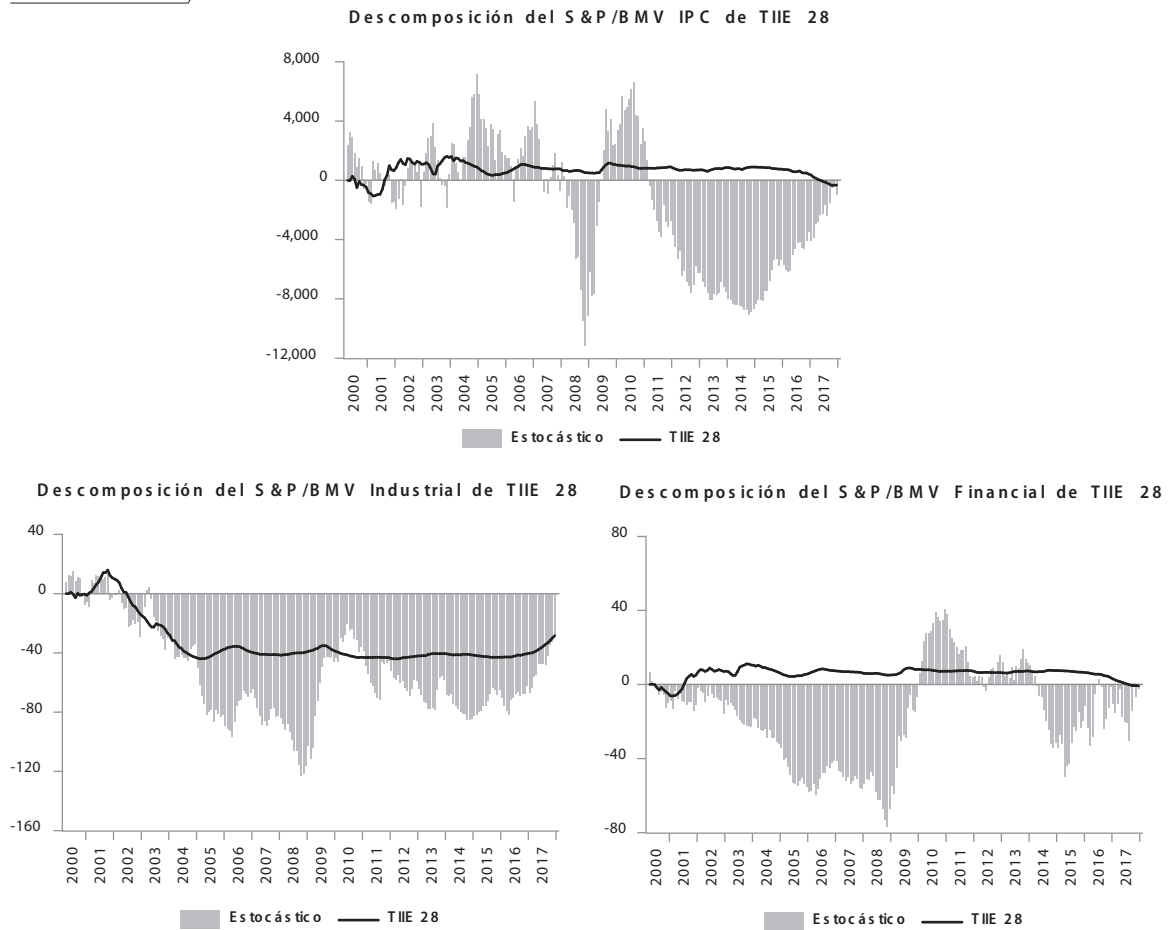 Descomposición del S&P/BMV IPC de TIIE 28
8,000
4,000
0
-4,000
-8,000
-12,000
2000 2001 2002 2003 2004 2005 2006 2007 2008 2009 2010 2011 2012 2013 2014 2015 2016 2017
Estocástico TIIE 28
Descomposición del S&P/BMV Industrial de TIIE 28
40
0
-40
-80
-120
-160
2000 2001 2002 2003 2004 2005 2006 2007 2008 2009 2010 2011 2012 2013 2014 2015 2016 2017
Estocástico TIIE 28
Descomposición del S&P/BMV Financial de TIIE 28
80
40
0
-40
-80
2000 2001 2002 2003 2004 2005 2006 2007 2008 2009 2010 2011 2012 2013 2014 2015 2016 2017
Estocástico TIIE 28